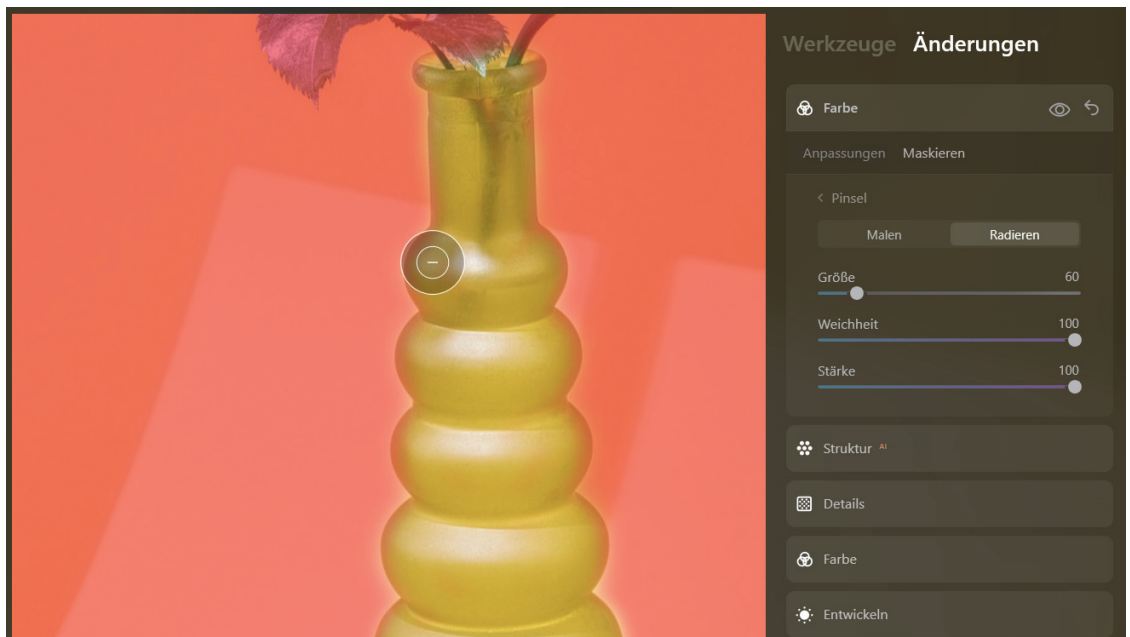 Werkzeuge Änderungen
Farbe
Anpassungen Maskieren
< Pinsel
Malen Radieren
Größe 60
Weichheit 100
Stärke 100
Struktur AI
Details
Farbe
Entwickeln